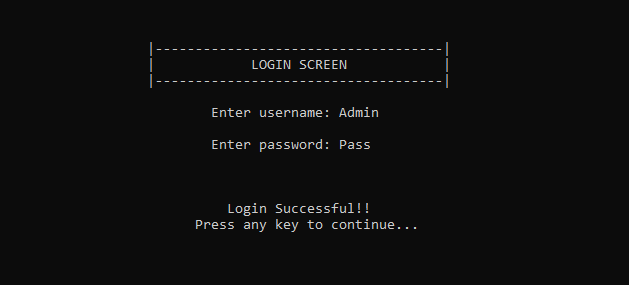 |------------------------------------|
| LOGIN SCREEN |
|------------------------------------|
Enter username: Admin
Enter password: Pass
Login Successful!!
Press any key to continue...